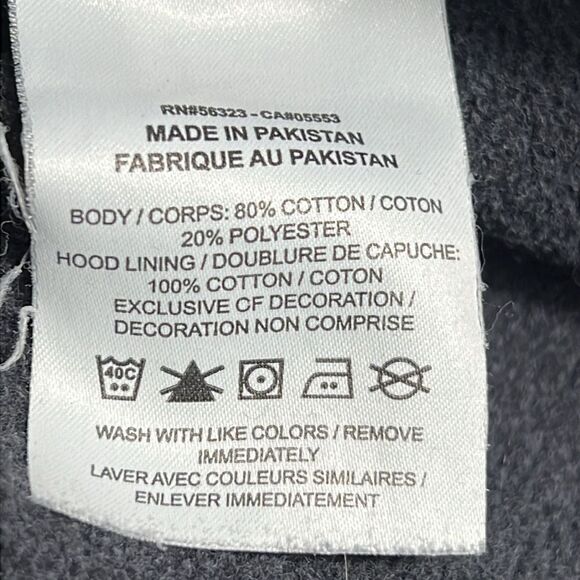 RN#56323 - CA#05553
MADE IN PAKISTAN
FABRIQUE AU PAKISTAN
BODY / CORPS: 80% COTTON / COTON
20% POLYESTER
HOOD LINING / DOUBLURE DE CAPUCHE:
100% COTTON / COTON
EXCLUSIVE OF DECORATION /
DECORATION NON COMPRISE
40C
WASH WITH LIKE COLORS / REMOVE
IMMEDIATELY
LAVER AVEC COULEURS SIMILAIRES /
ENLEVER IMMEDIATEMENT